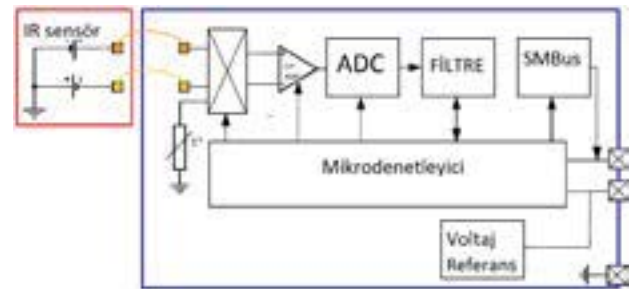 IR sensör
ADC
FİLTRE
SMBus
Mikrodenetleyici
Voltaj
Referans